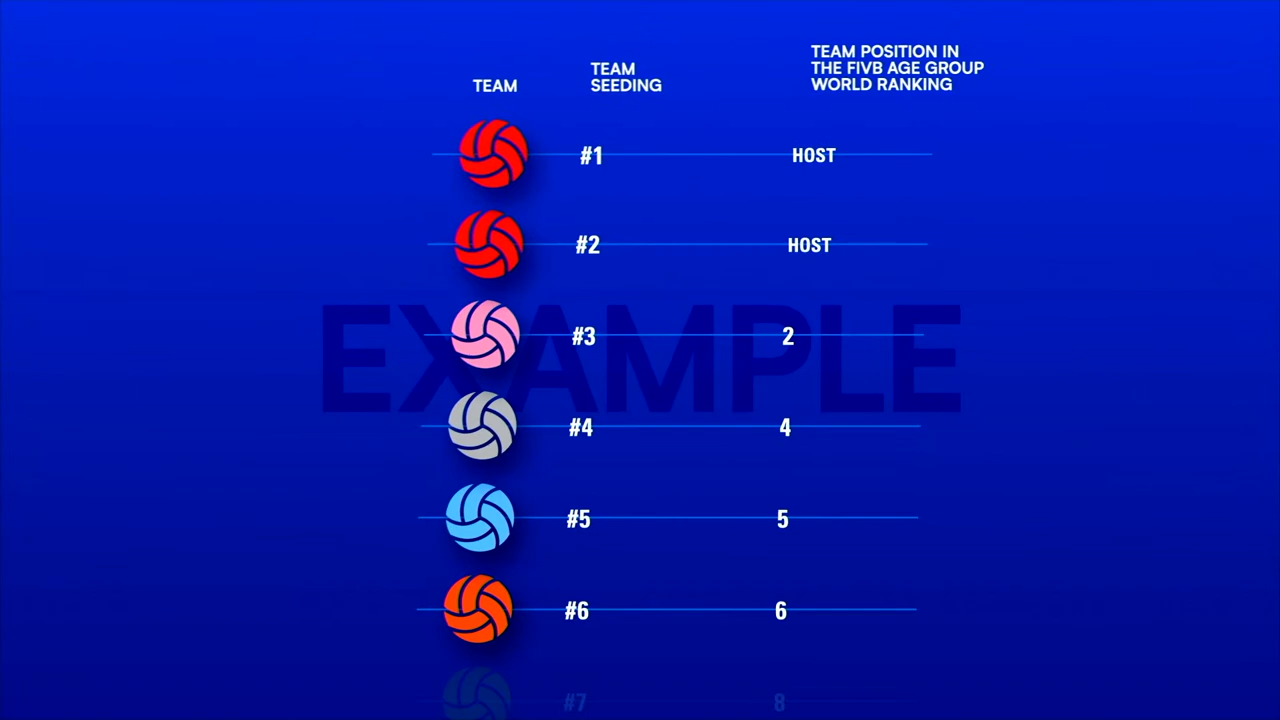 TEAM
TEAM
SEEDING
TEAM POSITION IN
THE FIVB AGE GROUP
WORLD RANKING
#1 HOST
#2 HOST
EXAMPLE
#3 2
#4 4
#5 5
#6 6
#7 8